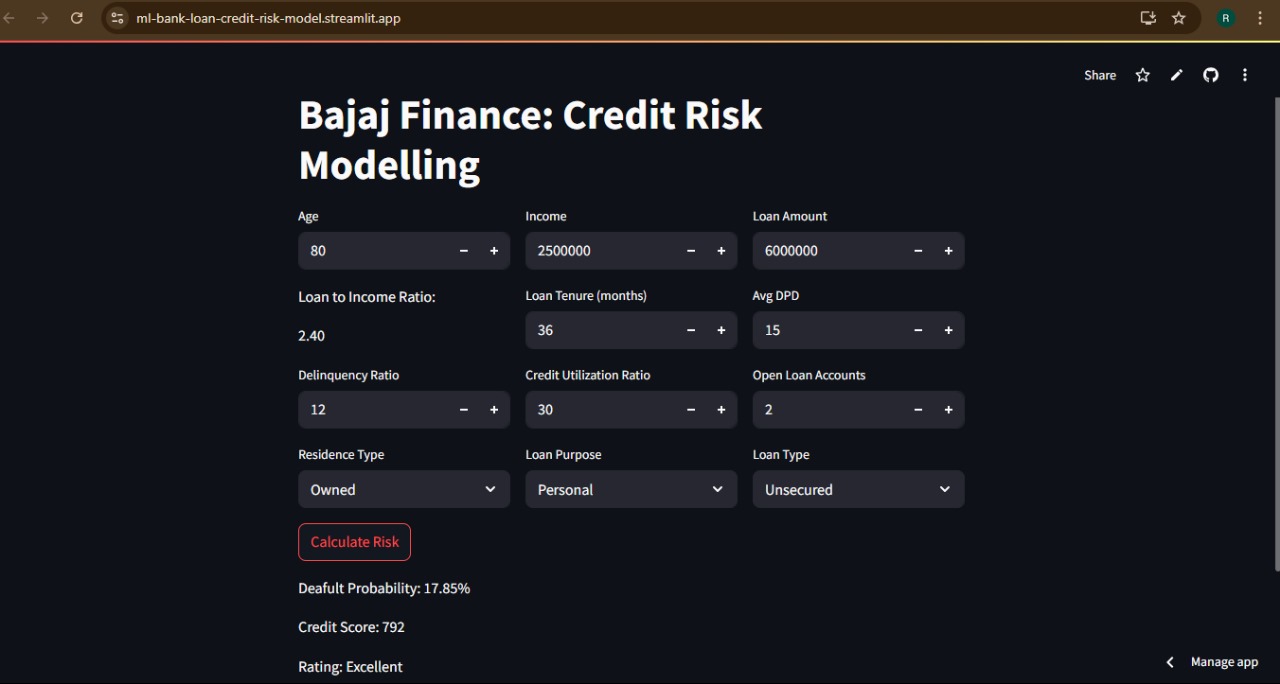 ml-bank-loan-credit-risk-model.streamlit.app
R
Share
Bajaj Finance: Credit Risk
Modelling
Age Income Loan Amount
80 − + 2500000 − + 6000000 − +
Loan to Income Ratio: Loan Tenure (months) Avg DPD
2.40 36 − + 15 − +
Delinquency Ratio Credit Utilization Ratio Open Loan Accounts
12 − + 30 − + 2 − +
Residence Type Loan Purpose Loan Type
Owned Personal Unsecured
Calculate Risk
Deafult Probability: 17.85%
Credit Score: 792
Rating: Excellent
Manage app